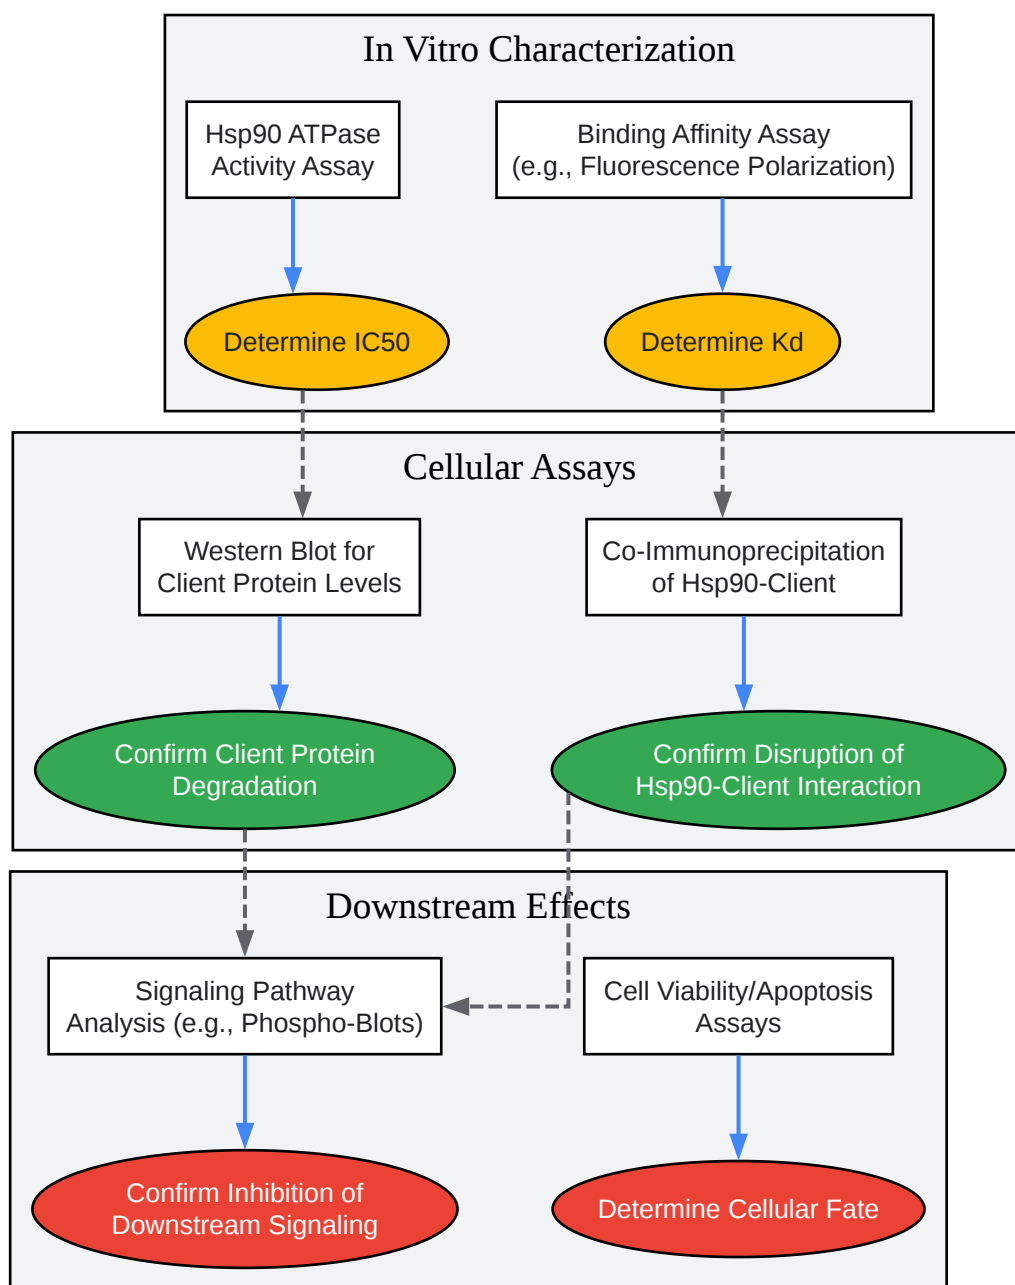 In Vitro Characterization
Hsp90 ATPase
Activity Assay
Binding Affinity Assay
(e.g., Fluorescence Polarization)
Determine IC50
Determine Kd
Cellular Assays
Western Blot for
Client Protein Levels
Co-Immunoprecipitation
of Hsp90-Client
Confirm Client Protein
Degradation
Confirm Disruption of
Hsp90-Client Interaction
Downstream Effects
Signaling Pathway
Analysis (e.g., Phospho-Blots)
Cell Viability/Apoptosis
Assays
Confirm Inhibition of
Downstream Signaling
Determine Cellular Fate